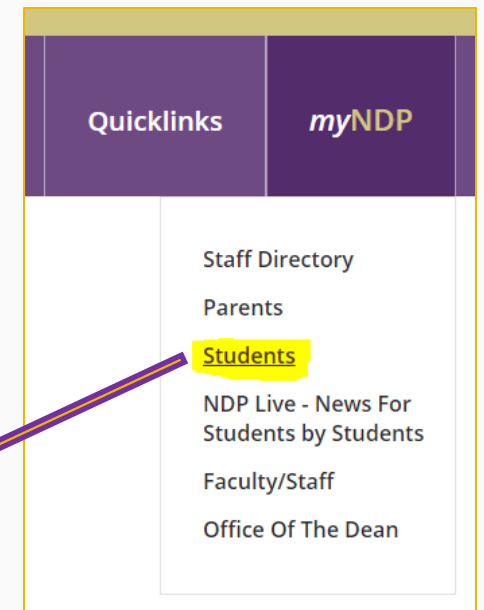 Quicklinks myNDP
Staff Directory
Parents
Students
NDP Live - News For
Students by Students
Faculty/Staff
Office Of The Dean